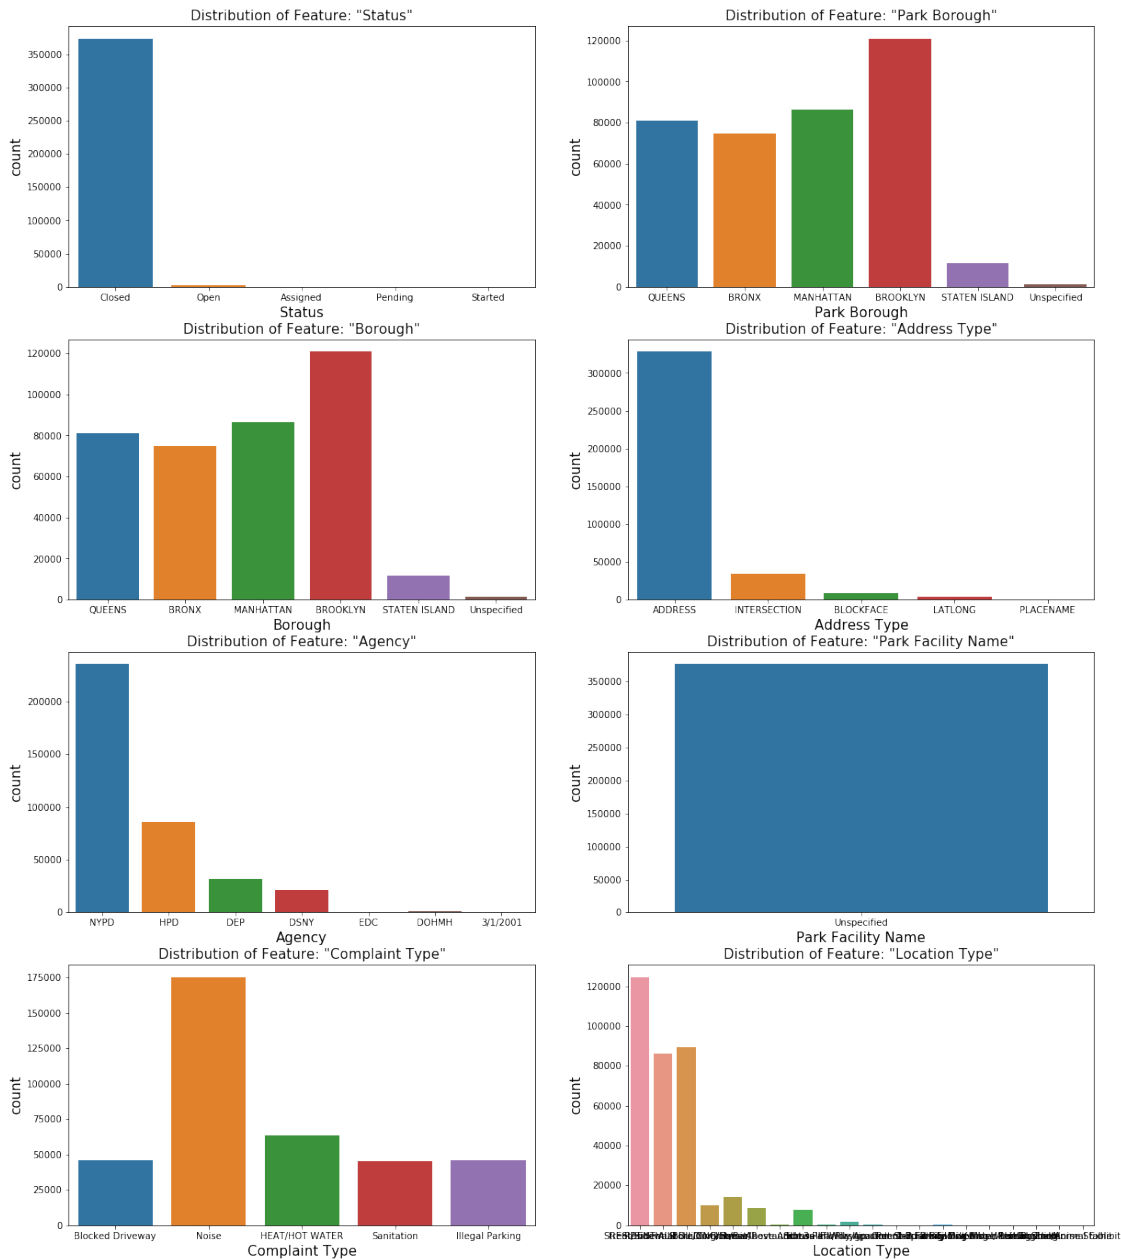 Distribution of Feature: "Status"
count
350000
300000
250000
200000
150000
100000
50000
0
Closed Open Assigned Pending Started
Status
Distribution of Feature: "Park Borough"
count
120000
100000
80000
60000
40000
20000
0
QUEENS BRONX MANHATTAN BROOKLYN STATEN ISLAND Unspecified
Park Borough
Distribution of Feature: "Borough"
count
120000
100000
80000
60000
40000
20000
0
QUEENS BRONX MANHATTAN BROOKLYN STATEN ISLAND Unspecified
Borough
Distribution of Feature: "Address Type"
count
300000
250000
200000
150000
100000
50000
0
ADDRESS INTERSECTION BLOCKFACE LATLONG PLACENAME
Address Type
Distribution of Feature: "Agency"
count
200000
150000
100000
50000
0
NYPD HPD DEP DSNY EDC DOHMH 3/1/2001
Agency
Distribution of Feature: "Park Facility Name"
count
350000
300000
250000
200000
150000
100000
50000
0
Unspecified
Park Facility Name
Distribution of Feature: "Complaint Type"
count
175000
150000
125000
100000
75000
50000
25000
0
Blocked Driveway Noise HEAT/HOT WATER Sanitation Illegal Parking
Complaint Type
Distribution of Feature: "Location Type"
count
120000
100000
80000
60000
40000
20000
0
Location Type